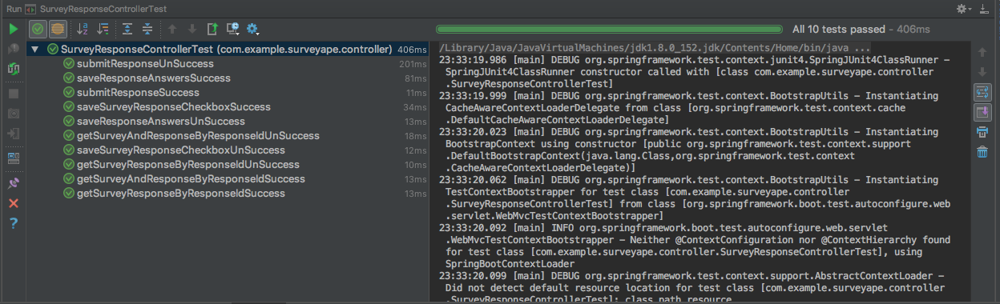 Run SurveyResponseControllerTest
All 10 tests passed – 406ms
SurveyResponseControllerTest (com.example.surveyape.controller) 406ms
submitResponseUnSuccess 201ms
saveResponseAnswersSuccess 81ms
submitResponseSuccess 11ms
saveSurveyResponseCheckboxSuccess 34ms
saveResponseAnswersUnSuccess 13ms
getSurveyAndResponseByResponseIdUnSuccess 18ms
saveSurveyResponseCheckboxUnSuccess 12ms
getSurveyResponseByResponseIdUnSuccess 10ms
getSurveyAndResponseByResponseIdSuccess 13ms
getSurveyResponseByResponseIdSuccess 13ms
/Library/Java/JavaVirtualMachines/jdk1.8.0_152.jdk/Contents/Home/bin/java ...
23:33:19.986 [main] DEBUG org.springframework.test.context.junit4.SpringJUnit4ClassRunner –
SpringJUnit4ClassRunner constructor called with [class com.example.surveyape.controller
.SurveyResponseControllerTest]
23:33:19.999 [main] DEBUG org.springframework.test.context.BootstrapUtils – Instantiating
CacheAwareContextLoaderDelegate from class [org.springframework.test.context.cache
.DefaultCacheAwareContextLoaderDelegate]
23:33:20.023 [main] DEBUG org.springframework.test.context.BootstrapUtils – Instantiating
BootstrapContext using constructor [public org.springframework.test.context.support
.DefaultBootstrapContext(java.lang.Class,org.springframework.test.context
.CacheAwareContextLoaderDelegate)]
23:33:20.062 [main] DEBUG org.springframework.test.context.BootstrapUtils – Instantiating
TestContextBootstrapper for test class [com.example.surveyape.controller
.SurveyResponseControllerTest] from class [org.springframework.boot.test.autoconfigure.web
.servlet.WebMvcTestContextBootstrapper]
23:33:20.092 [main] INFO org.springframework.boot.test.autoconfigure.web.servlet
.WebMvcTestContextBootstrapper – Neither @ContextConfiguration nor @ContextHierarchy found
for test class [com.example.surveyape.controller.SurveyResponseControllerTest], using
SpringBootContextLoader
23:33:20.099 [main] DEBUG org.springframework.test.context.support.AbstractContextLoader –
Did not detect default resource location for test class [com.example.surveyape.controller
.SurveyResponseControllerTest]: class path resource